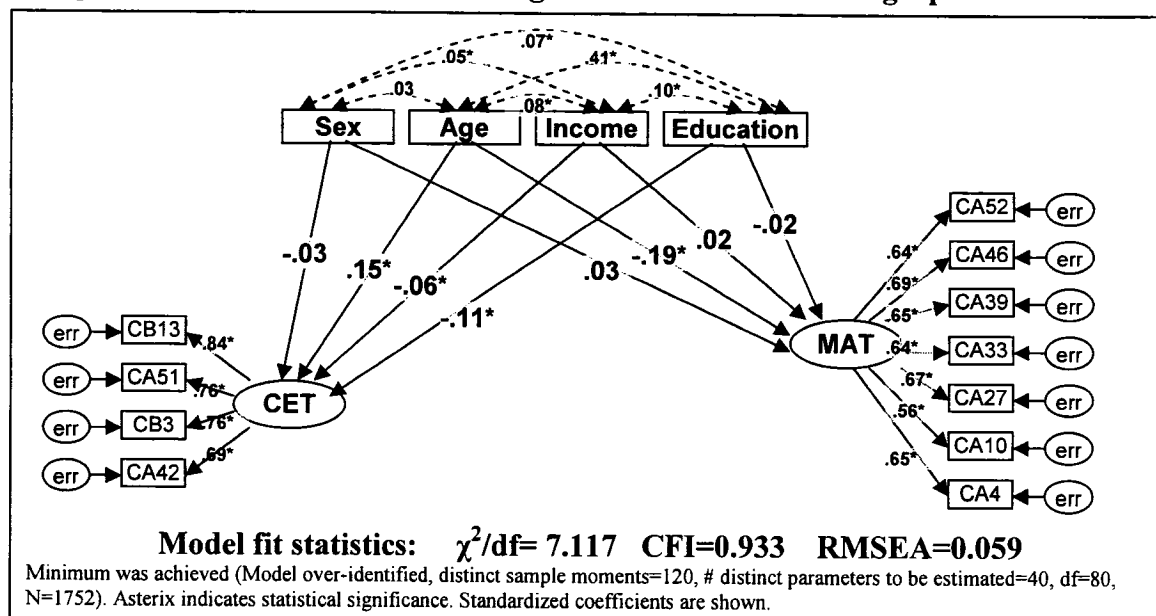 .07*
.05* .41*
.03 .08* .10*
Sex Age Income Education
-.03 .15* -.06* -.11* .03 -.19* .02 -.02
CA52 err
.64*
CA46 err
.69*
CA39 err
.65*
MAT .64* CA33 err
.67* CA27 err
.56* CA10 err
.65* CA4 err
err CB13 .84*
err CA51 .76*
CET
err CB3 .76*
err CA42 .69*
Model fit statistics: χ²/df= 7.117 CFI=0.933 RMSEA=0.059
Minimum was achieved (Model over-identified, distinct sample moments=120, # distinct parameters to be estimated=40, df=80,
N=1752). Asterix indicates statistical significance. Standardized coefficients are shown.